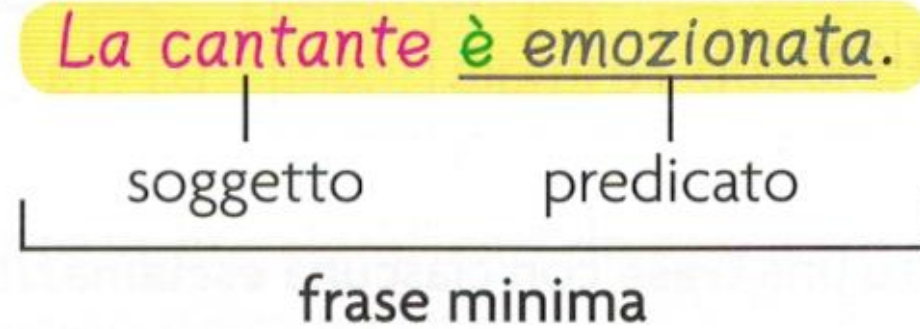 La cantante è emozionata.
soggetto predicato
frase minima